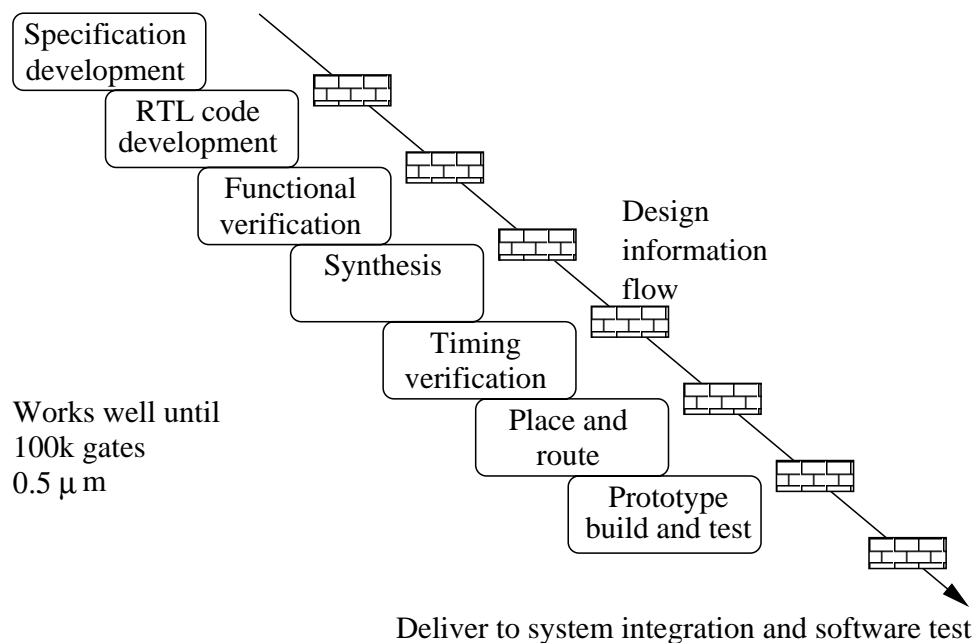 Specification
development
RTL code
development
Functional
verification
Synthesis
Design
information
flow
Timing
verification
Works well until
100k gates
0.5 μ m
Place and
route
Prototype
build and test
Deliver to system integration and software test